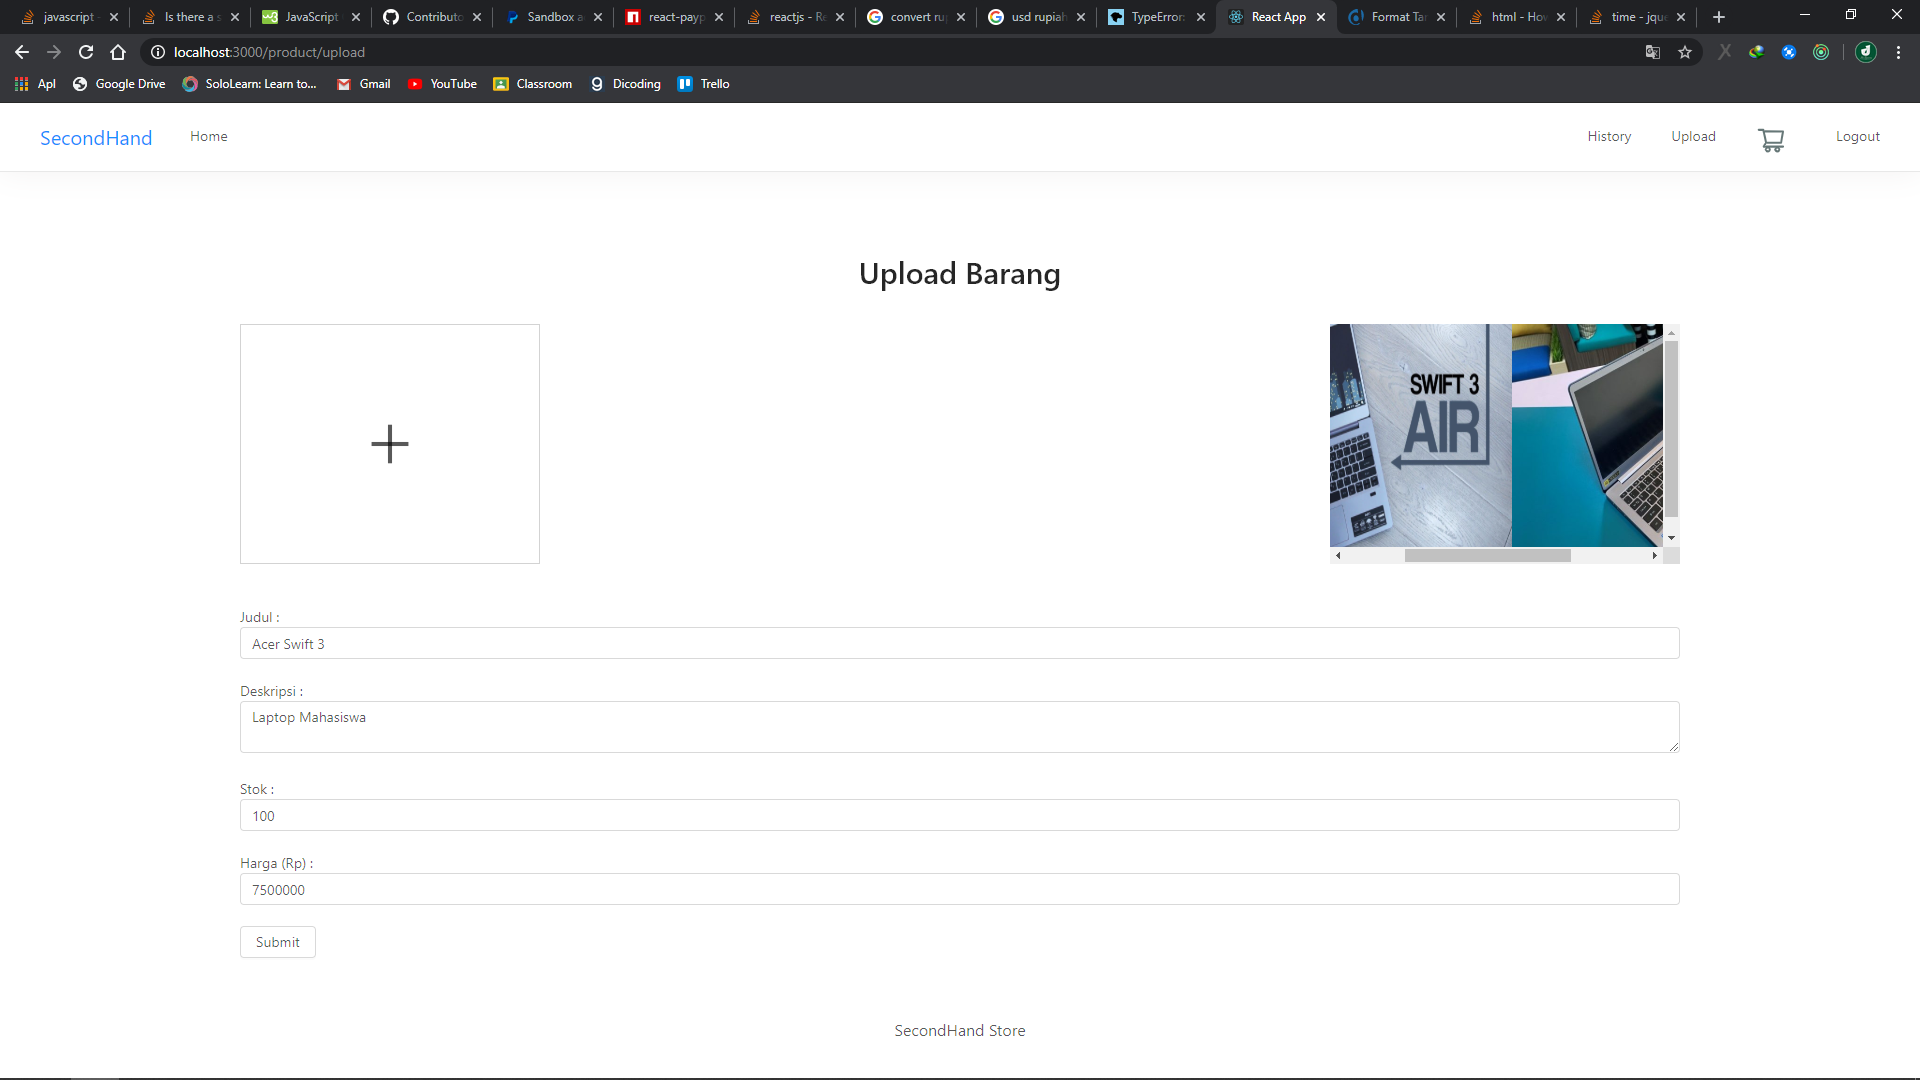 javascript
Is there a s
JavaScript
Contributo
Sandbox a
react-payp
reactjs - Re
convert ru
usd rupiah
TypeError:
React App
Format Tan
html - How
time - jque
localhost:3000/product/upload
Apl
Google Drive
SoloLearn: Learn to...
Gmail
YouTube
Classroom
Dicoding
Trello
SecondHand
Home
History
Upload
Logout
Upload Barang
SWIFT 3
AIR
Judul :
Acer Swift 3
Deskripsi :
Laptop Mahasiswa
Stok :
100
Harga (Rp) :
7500000
Submit
SecondHand Store